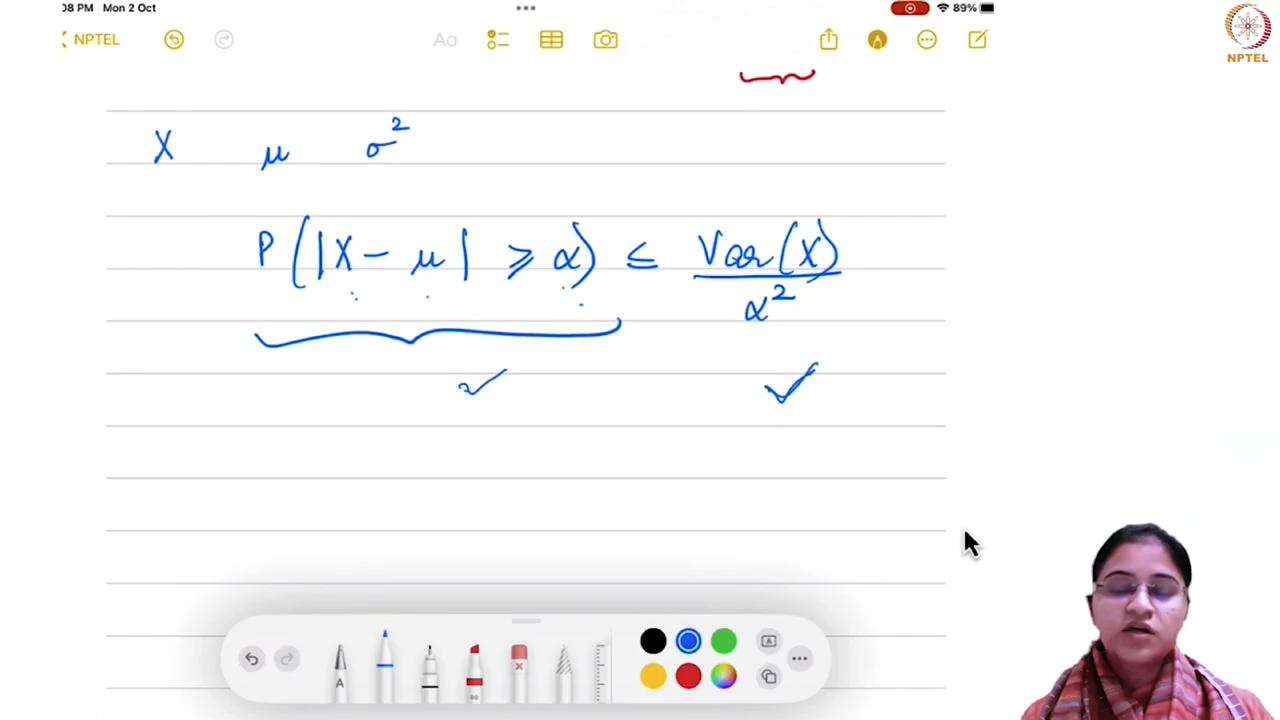 :08 PM Mon 2 Oct
89%
NPTEL
Aa
NPTEL
X μ σ²
P(|X - μ| ≥ α) ≤ Var(X)/α²
A
A